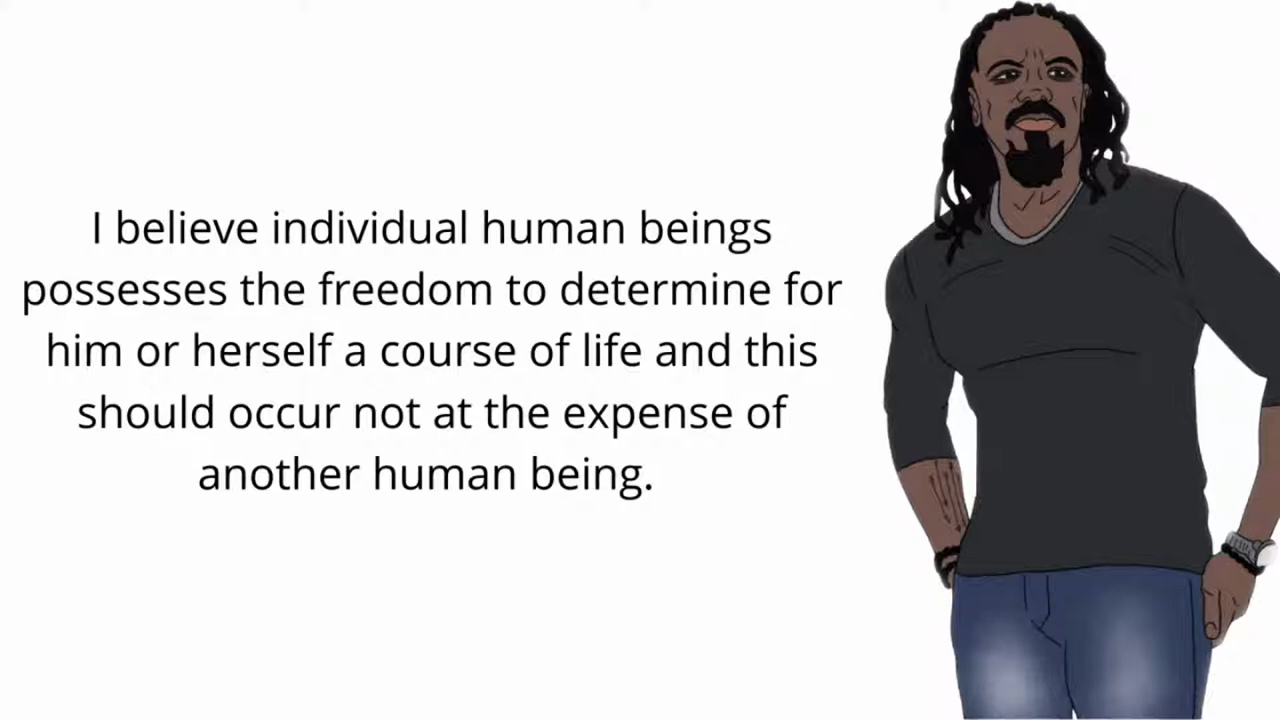 I believe individual human beings
possesses the freedom to determine for
him or herself a course of life and this
should occur not at the expense of
another human being.